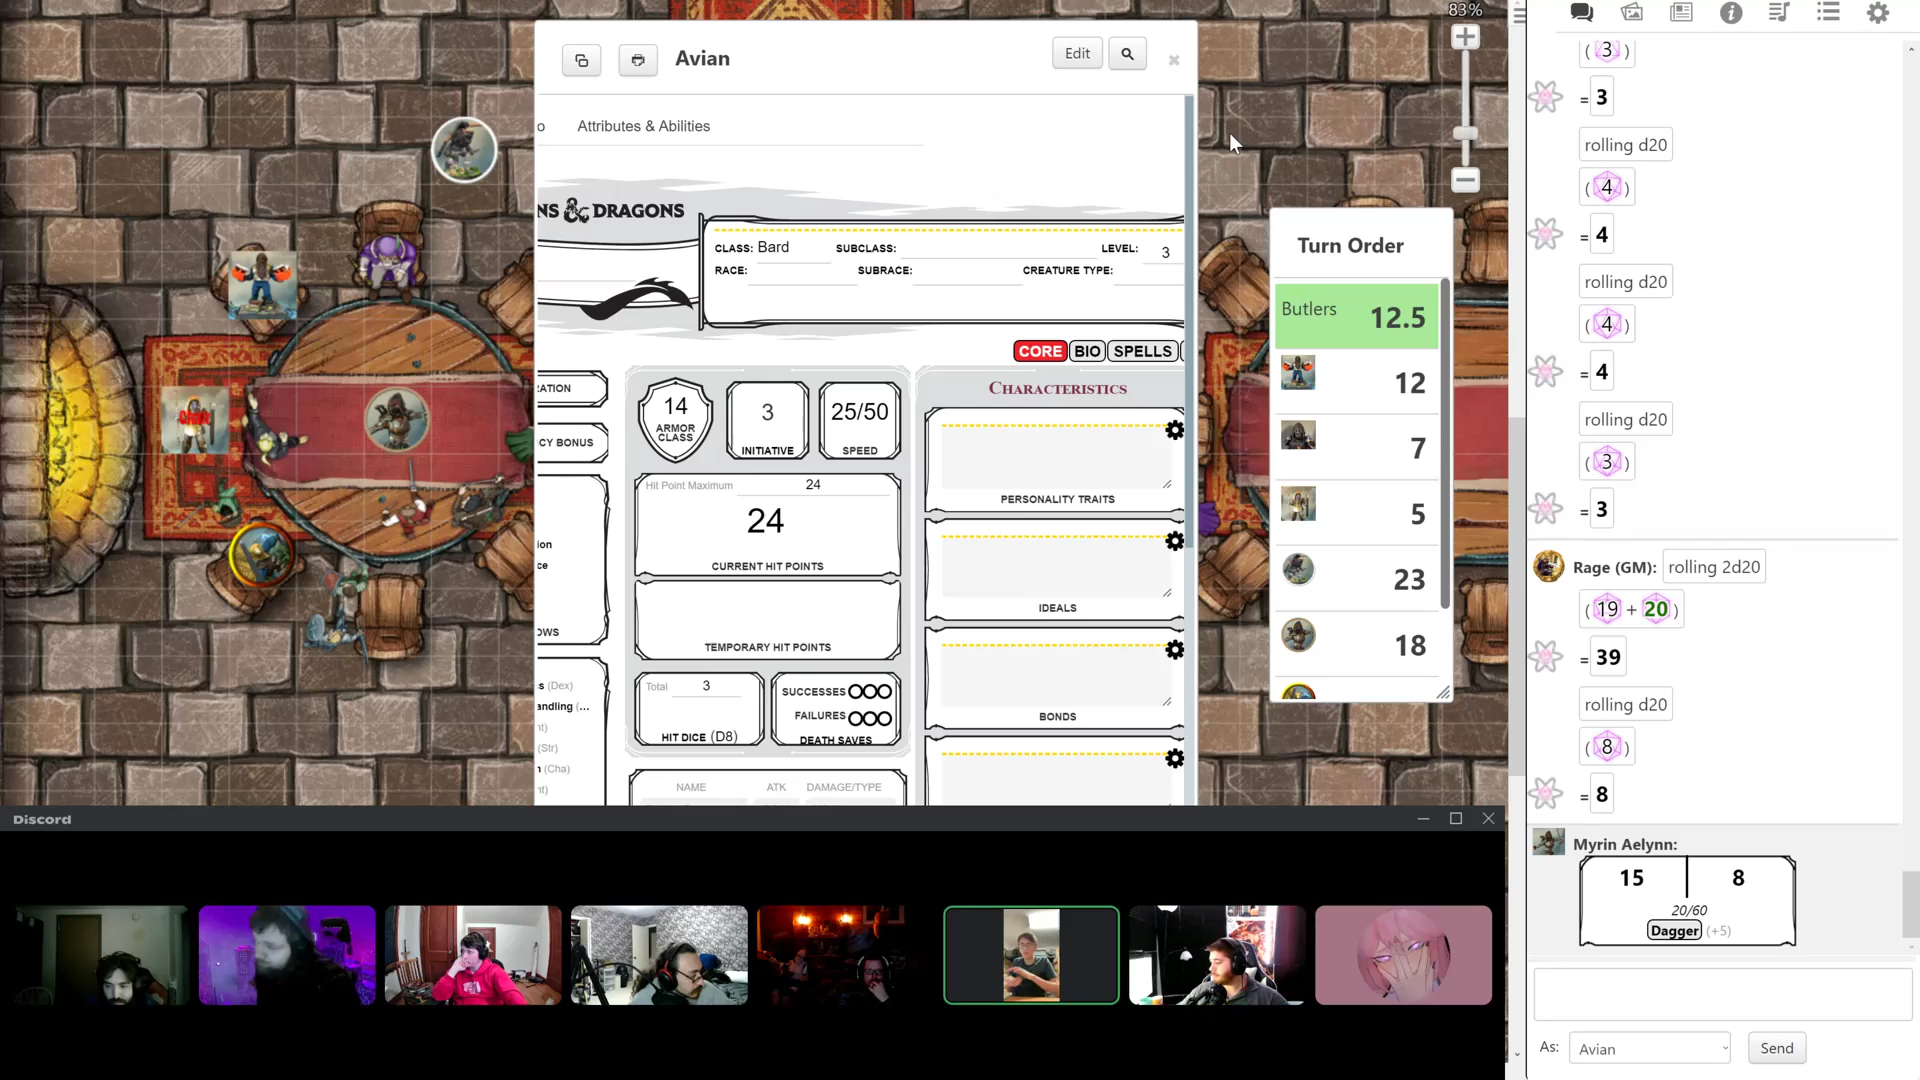 83%
Avian
Edit
o
Attributes & Abilities
NS & DRAGONS
CLASS: Bard SUBCLASS: LEVEL: 3
RACE: SUBRACE: CREATURE TYPE:
CORE BIO SPELLS
RATION
CY BONUS
ion
ce
OWS
s (Dex)
andling (...
nt)
(Str)
n (Cha)
nt)
14
ARMOR
CLASS
3
INITIATIVE
25/50
SPEED
Hit Point Maximum 24
24
CURRENT HIT POINTS
TEMPORARY HIT POINTS
Total 3
HIT DICE (D8)
SUCCESSES
FAILURES
DEATH SAVES
NAME ATK DAMAGE/TYPE
CHARACTERISTICS
PERSONALITY TRAITS
IDEALS
BONDS
Turn Order
Butlers 12.5
12
7
5
23
18
(3)
= 3
rolling d20
(4)
= 4
rolling d20
(4)
= 4
rolling d20
(3)
= 3
Rage (GM): rolling 2d20
(19 + 20)
= 39
rolling d20
(8)
= 8
Myrin Aelynn:
15 8
20/60
Dagger (+5)
As: Avian Send
Discord